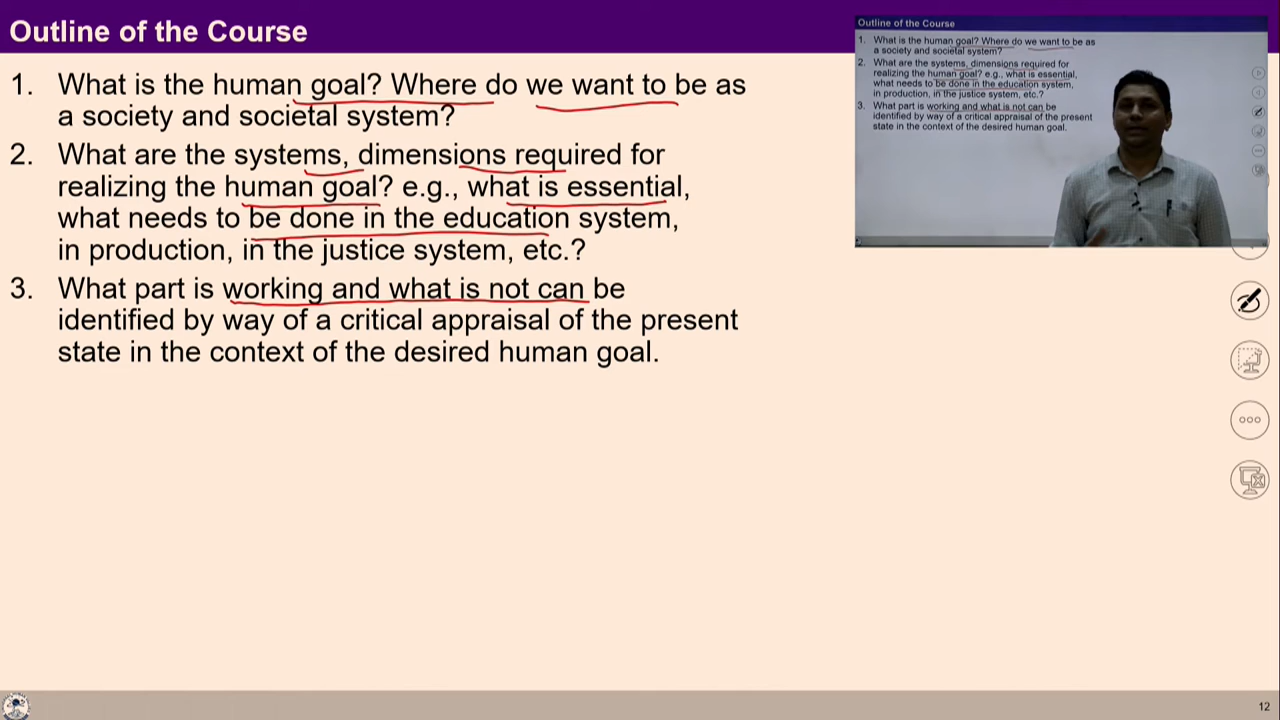 Outline of the Course
1. What is the human goal? Where do we want to be as
a society and societal system?
2. What are the systems, dimensions required for
realizing the human goal? e.g., what is essential,
what needs to be done in the education system,
in production, in the justice system, etc.?
3. What part is working and what is not can be
identified by way of a critical appraisal of the present
state in the context of the desired human goal.
Outline of the Course
1. What is the human goal? Where do we want to be as
a society and societal system?
2. What are the systems, dimensions required for
realizing the human goal? e.g., what is essential,
what needs to be done in the education system,
in production, in the justice system, etc.?
3. What part is working and what is not can be
identified by way of a critical appraisal of the present
state in the context of the desired human goal.
12